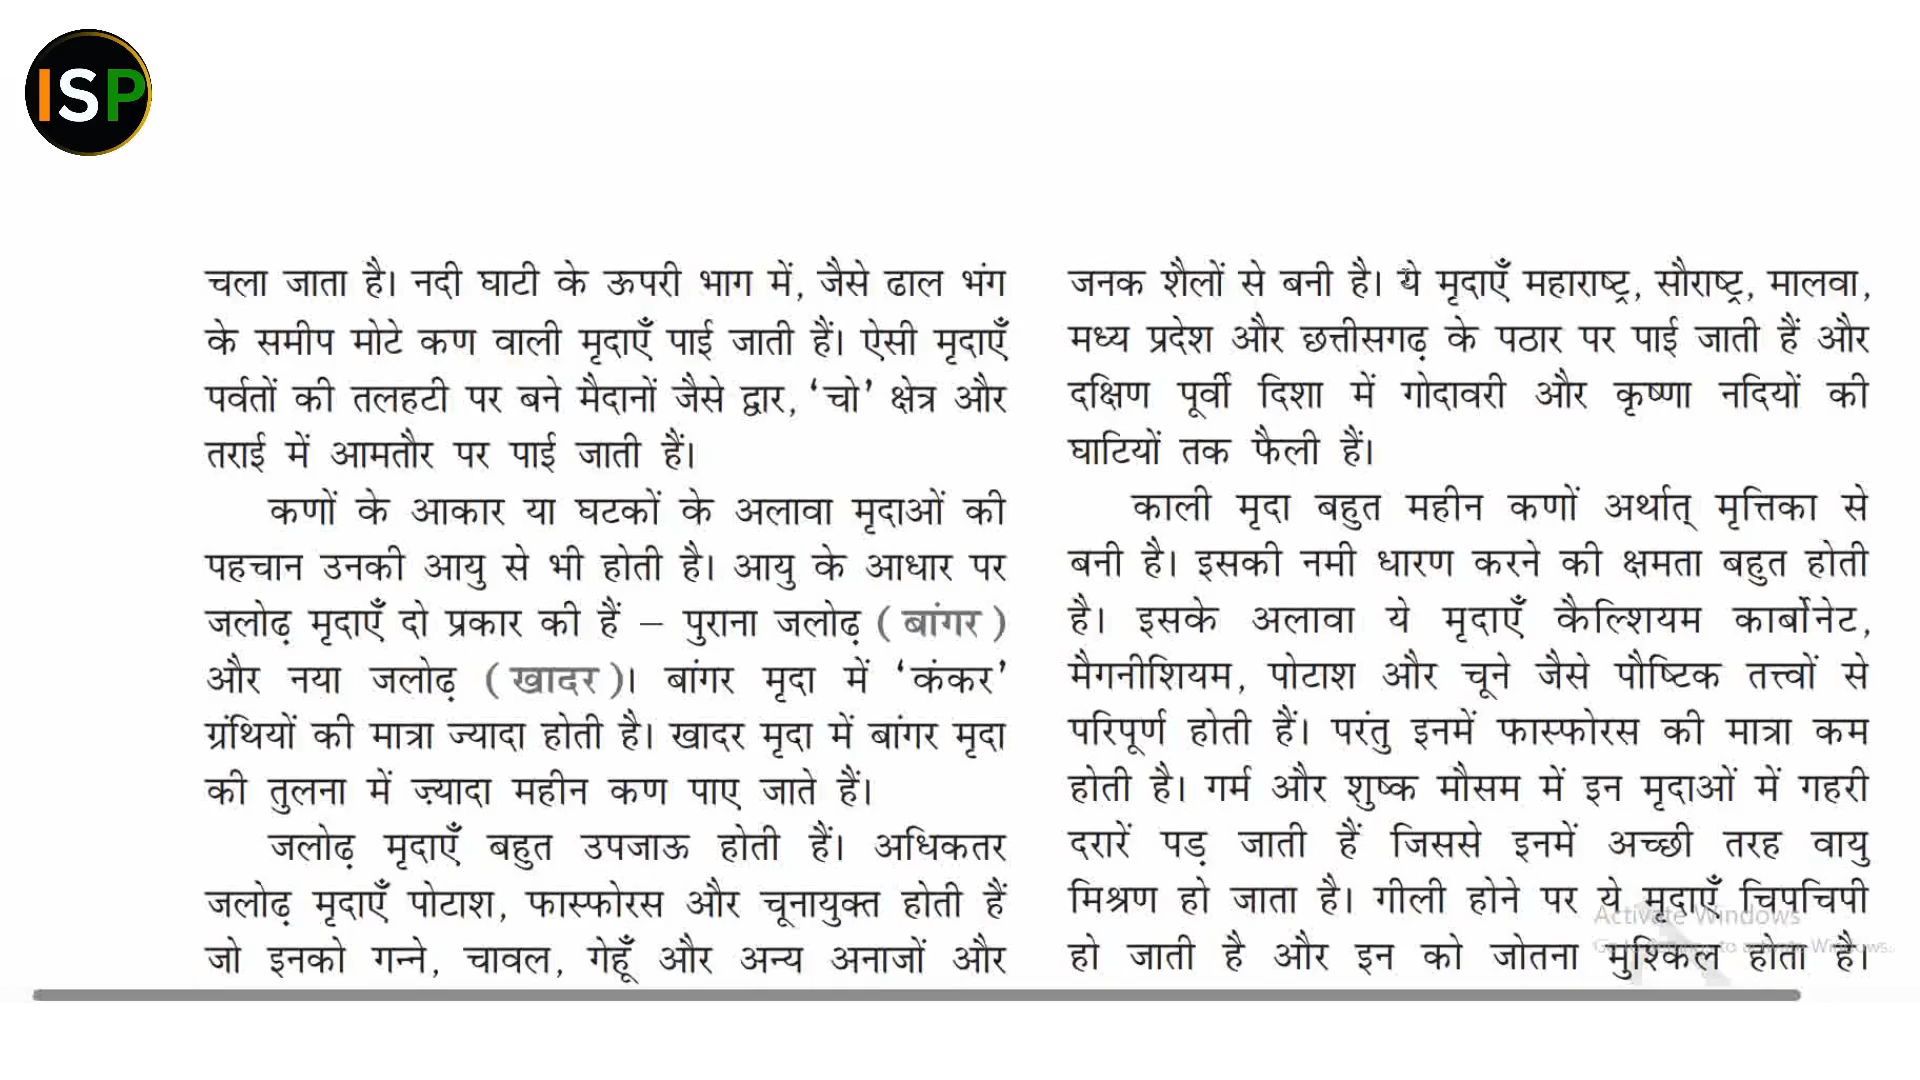 ISP
चला जाता है। नदी घाटी के ऊपरी भाग में, जैसे ढाल भंग
के समीप मोटे कण वाली मृदाएँ पाई जाती हैं। ऐसी मृदाएँ
पर्वतों की तलहटी पर बने मैदानों जैसे द्वार, ‘चो’ क्षेत्र और
तराई में आमतौर पर पाई जाती हैं।
कणों के आकार या घटकों के अलावा मृदाओं की
पहचान उनकी आयु से भी होती है। आयु के आधार पर
जलोढ़ मृदाएँ दो प्रकार की हैं – पुराना जलोढ़ (बांगर)
और नया जलोढ़ (खादर)। बांगर मृदा में ‘कंकर’
ग्रंथियों की मात्रा ज्यादा होती है। खादर मृदा में बांगर मृदा
की तुलना में ज़्यादा महीन कण पाए जाते हैं।
जलोढ़ मृदाएँ बहुत उपजाऊ होती हैं। अधिकतर
जलोढ़ मृदाएँ पोटाश, फास्फोरस और चूनायुक्त होती हैं
जो इनको गन्ने, चावल, गेहूँ और अन्य अनाजों और
जनक शैलों से बनी है। ये मृदाएँ महाराष्ट्र, सौराष्ट्र, मालवा,
मध्य प्रदेश और छत्तीसगढ़ के पठार पर पाई जाती हैं और
दक्षिण पूर्वी दिशा में गोदावरी और कृष्णा नदियों की
घाटियों तक फैली हैं।
काली मृदा बहुत महीन कणों अर्थात् मृत्तिका से
बनी है। इसकी नमी धारण करने की क्षमता बहुत होती
है। इसके अलावा ये मृदाएँ कैल्शियम कार्बोनेट,
मैगनीशियम, पोटाश और चूने जैसे पौष्टिक तत्त्वों से
परिपूर्ण होती हैं। परंतु इनमें फास्फोरस की मात्रा कम
होती है। गर्म और शुष्क मौसम में इन मृदाओं में गहरी
दरारें पड़ जाती हैं जिससे इनमें अच्छी तरह वायु
मिश्रण हो जाता है। गीली होने पर ये मृदाएँ चिपचिपी
हो जाती है और इन को जोतना मुश्किल होता है।
Activate Windows
Go to Settings to activate Windows.